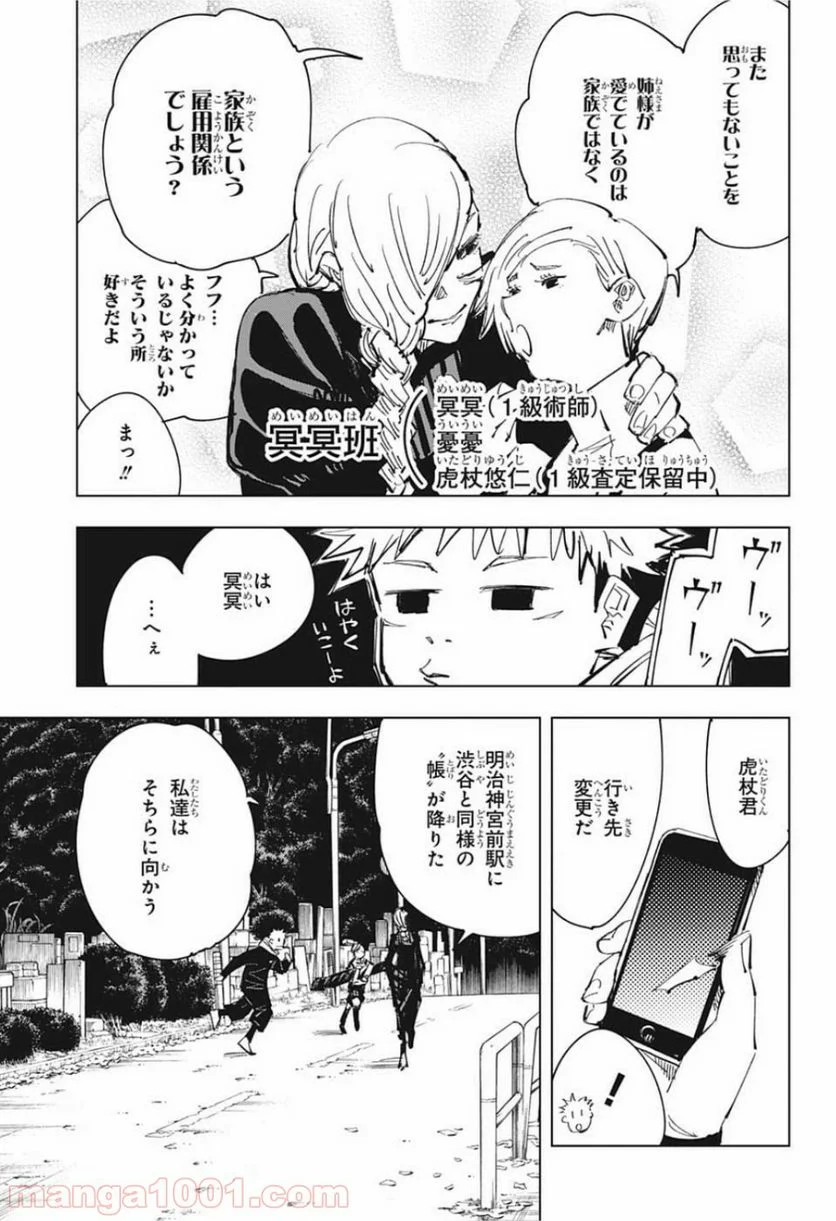 また
思ってもないことを
姉様が
愛でているのは
家族ではなく
家族という
雇用関係
でしょう?
フフ…
よく分かって
いるじゃないか
そういう所
好きだよ
まっ!!
冥冥班
冥冥(1級術師)
憂憂
虎杖悠仁(1級査定保留中)
ヴーッ
ヴーッ
はやく
いこーよ
はい
冥冥
…へぇ
虎杖君
行き先
変更だ
!
明治神宮前駅に
渋谷と同様の
〝帳〟が降りた
私達は
そちらに向かう
manga1001.com